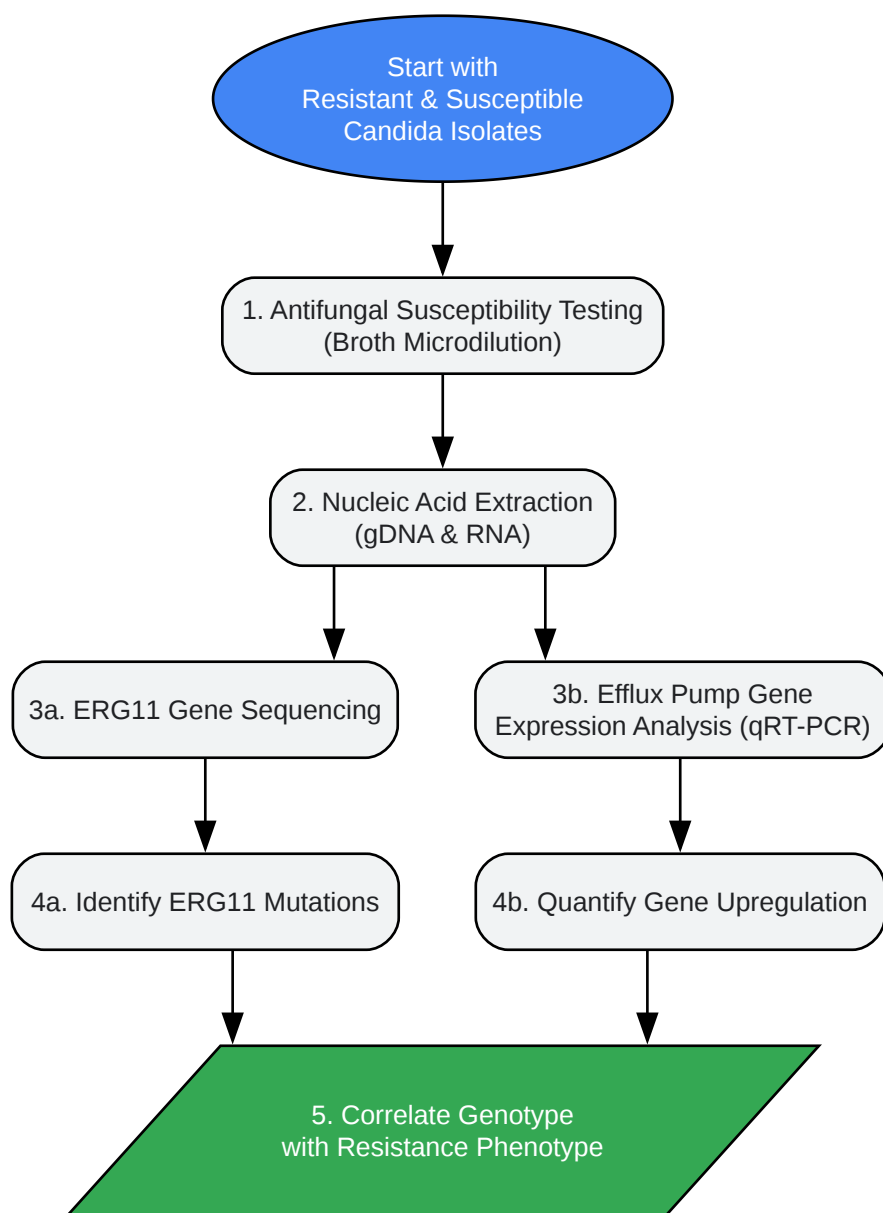 Start with
Resistant & Susceptible
Candida Isolates
1. Antifungal Susceptibility Testing
(Broth Microdilution)
2. Nucleic Acid Extraction
(gDNA & RNA)
3a. ERG11 Gene Sequencing
3b. Efflux Pump Gene
Expression Analysis (qRT-PCR)
4a. Identify ERG11 Mutations
4b. Quantify Gene Upregulation
5. Correlate Genotype
with Resistance Phenotype